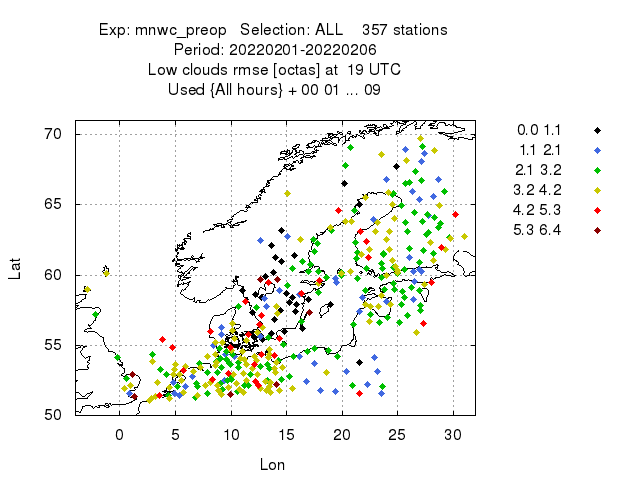 Exp: mnwc_preop Selection: ALL 357 stations
Period: 20220201-20220206
Low clouds rmse [octas] at 19 UTC
Used {All hours} + 00 01 ... 09
70
65
60
55
50
Lat
0 5 10 15 20 25 30
Lon
0.0 1.1
1.1 2.1
2.1 3.2
3.2 4.2
4.2 5.3
5.3 6.4